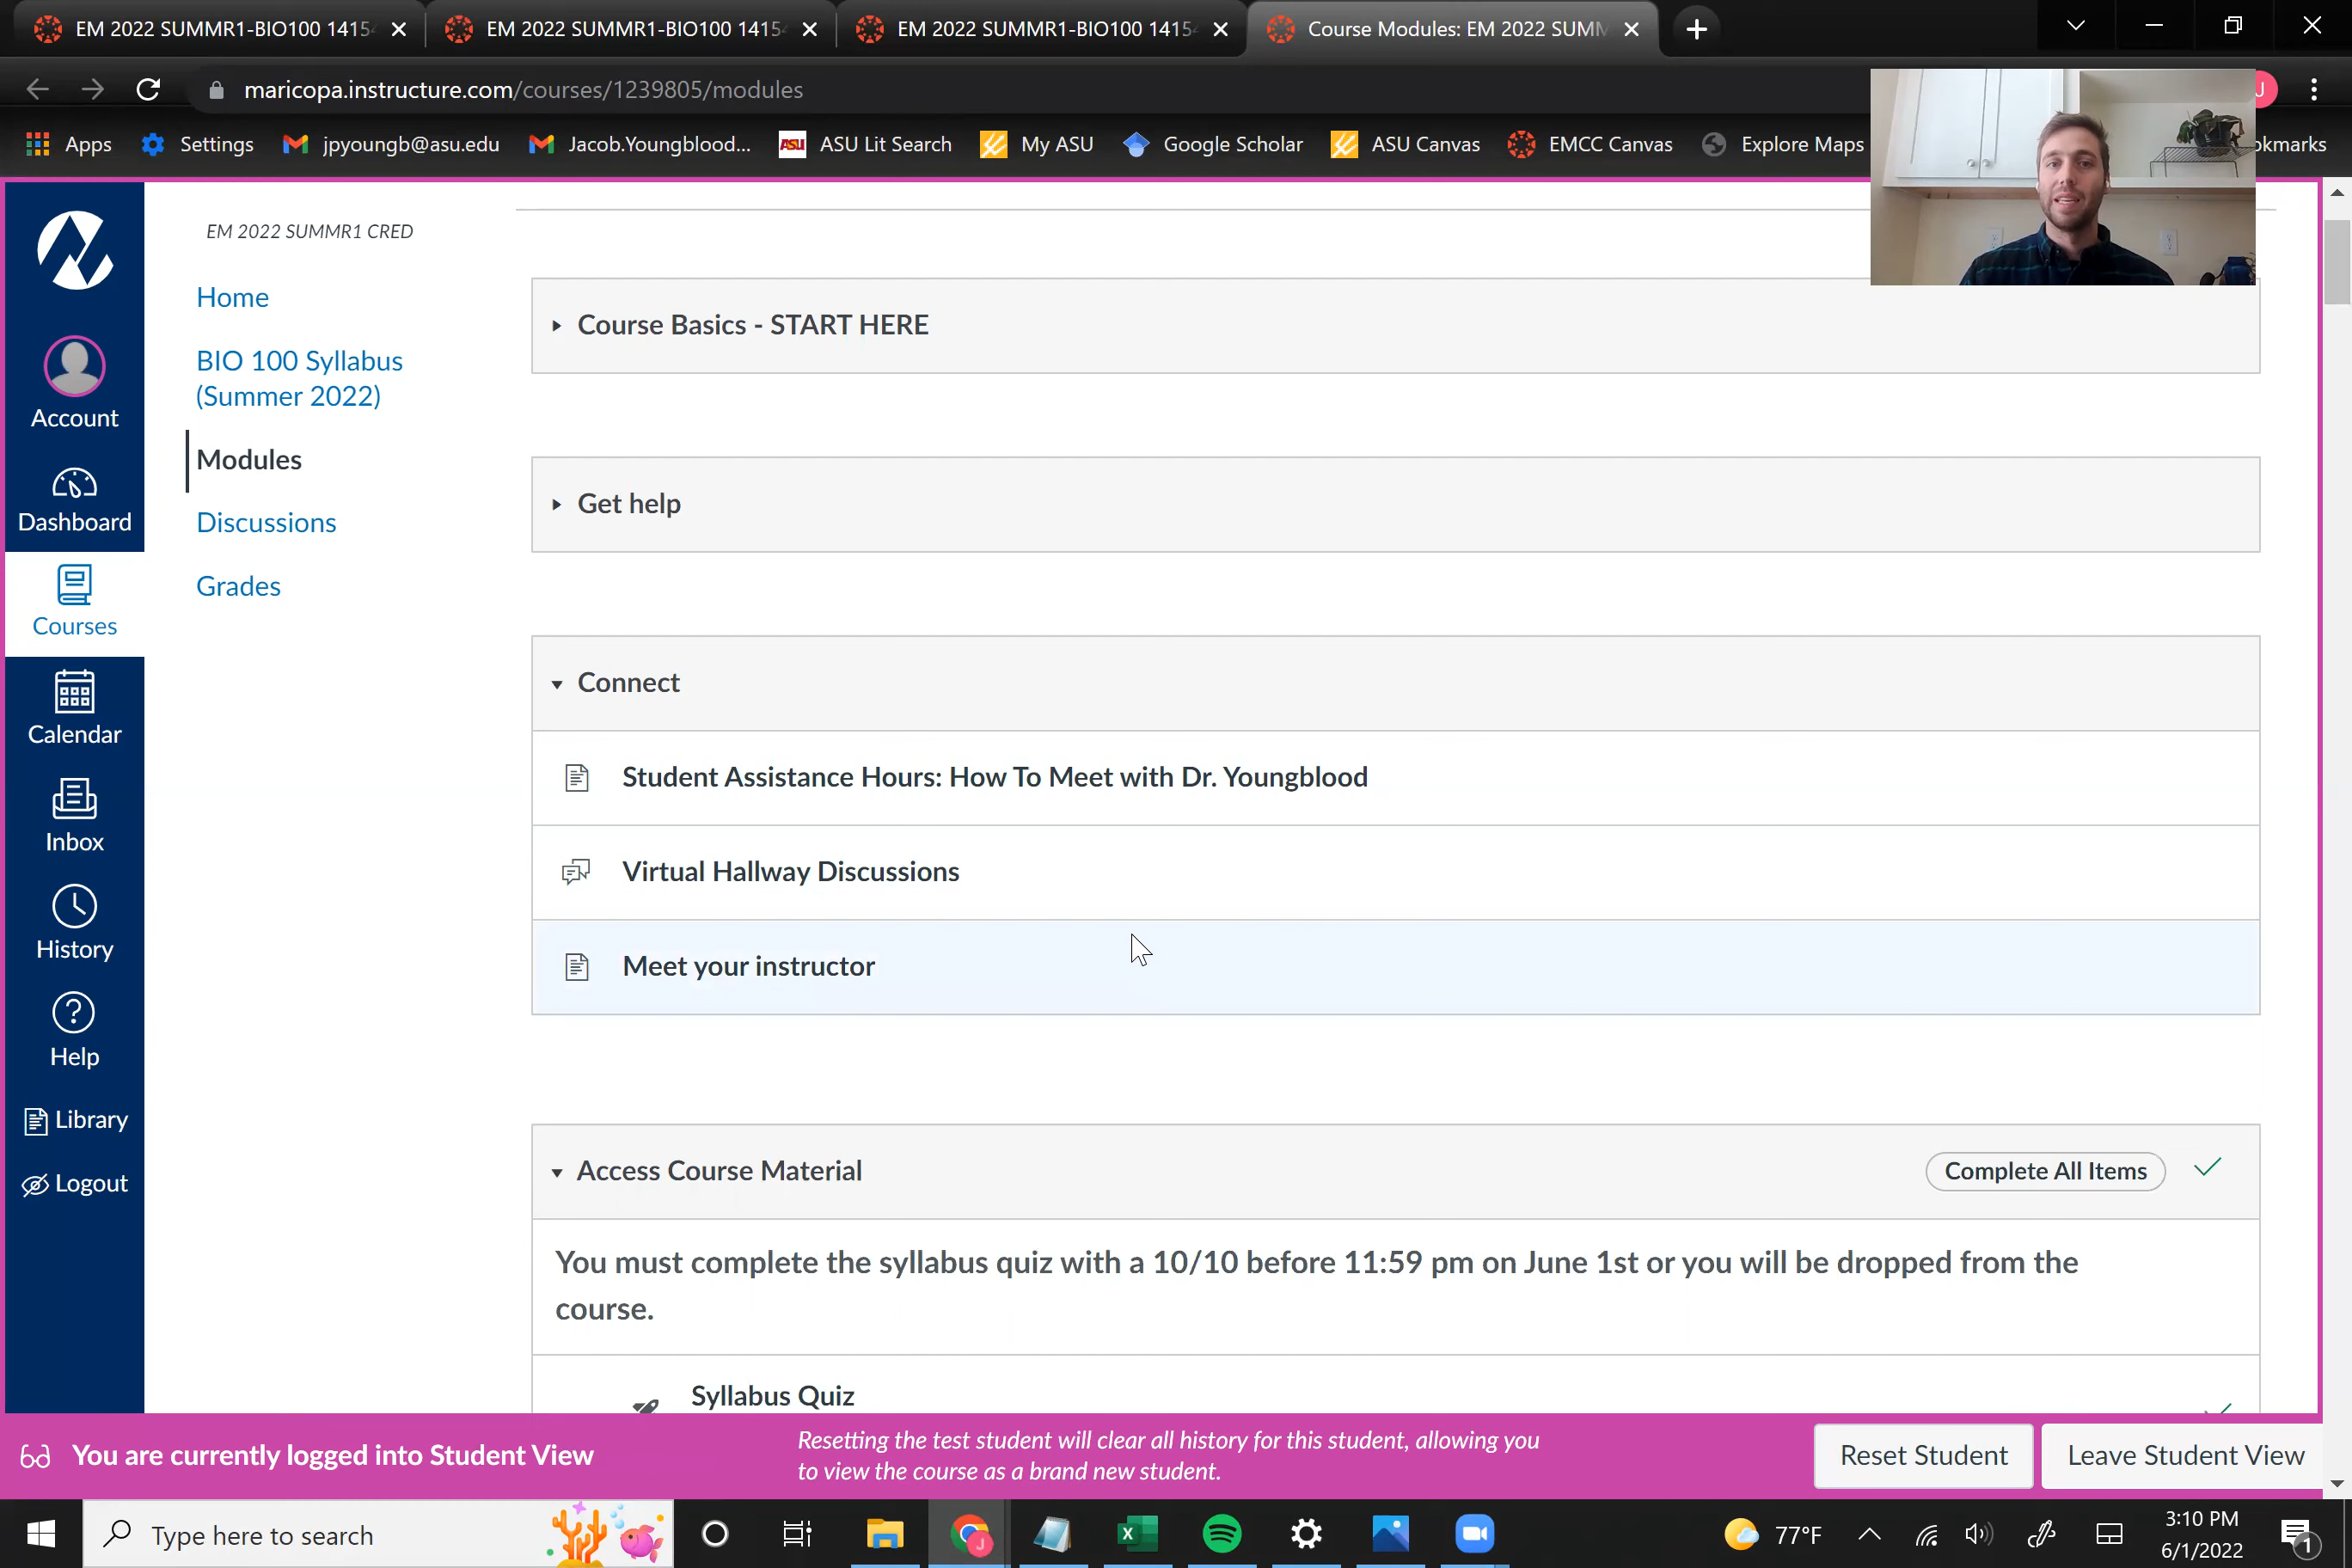 EM 2022 SUMMR1-BIO100 1415
EM 2022 SUMMR1-BIO100 1415
EM 2022 SUMMR1-BIO100 1415
Course Modules: EM 2022 SUMM
maricopa.instructure.com/courses/1239805/modules
J
Apps
Settings
jpyoungb@asu.edu
Jacob.Youngblood...
ASU
ASU Lit Search
My ASU
Google Scholar
ASU Canvas
EMCC Canvas
Explore Maps
okmarks
Account
Dashboard
Courses
Calendar
Inbox
History
Help
Library
Logout
EM 2022 SUMMR1 CRED
Home
BIO 100 Syllabus
(Summer 2022)
Modules
Discussions
Grades
Course Basics - START HERE
Get help
Connect
Student Assistance Hours: How To Meet with Dr. Youngblood
Virtual Hallway Discussions
Meet your instructor
Access Course Material
Complete All Items
You must complete the syllabus quiz with a 10/10 before 11:59 pm on June 1st or you will be dropped from the
course.
Syllabus Quiz
You are currently logged into Student View
Resetting the test student will clear all history for this student, allowing you
to view the course as a brand new student.
Reset Student
Leave Student View
Type here to search
J
X
77°F
3:10 PM
6/1/2022
1